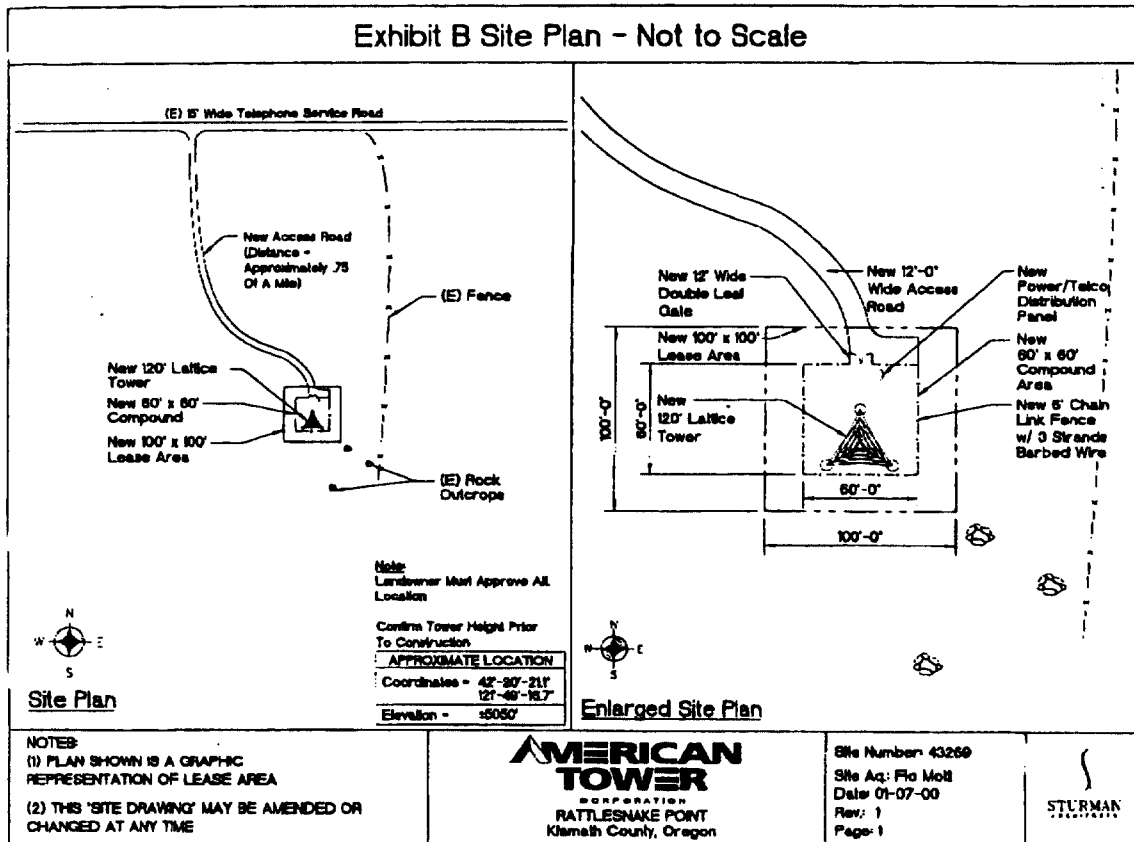 Exhibit B Site Plan - Not to Scale
(E) 15' Wide Telephone Service Road
New Access Road
(Distance -
Approximately .75
Of A Mile)
(E) Fence
New 120' Lattice
Tower
New 60' x 60'
Compound
New 100' x 100'
Lease Area
(E) Rock
Outcrops
Note:
Landowner Must Approve All
Location
Confirm Tower Height Prior
To Construction
APPROXIMATE LOCATION
Coordinates =
Elevation = ±5050'
N
W E
S
Site Plan
New 12' Wide
Double Leaf
Gate
New 12'-0"
Wide Access
Road
New
Power/Telco
Distribution
Panel
New 100' x 100'
Lease Area
New
60' x 60'
Compound
Area
New
120' Lattice
Tower
New 6' Chain
Link Fence
w/ 3 Strands
Barbed Wire
100'-0"
60'-0"
60'-0"
100'-0"
N
W E
S
Enlarged Site Plan
NOTES:
(1) PLAN SHOWN IS A GRAPHIC
REPRESENTATION OF LEASE AREA
(2) THIS "SITE DRAWING" MAY BE AMENDED OR
CHANGED AT ANY TIME
AMERICAN
TOWER
CORPORATION
RATTLESNAKE POINT
Klamath County, Oregon
Site Number: 43269
Site Aq.: Flo
Date: 01-07-00
Rev.: 1
Page: 1
STURMAN
ARCHITECTS